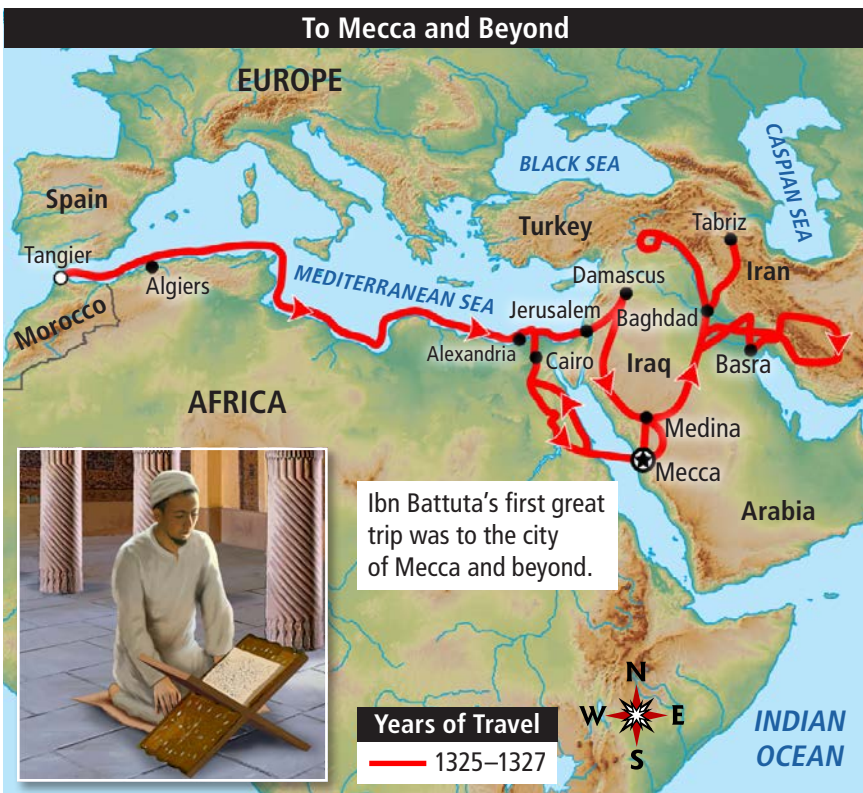 To Mecca and Beyond
EUROPE
BLACK SEA
CASPIAN SEA
Spain
Turkey
Tabriz
Tangier
Iran
Algiers
MEDITERRANEAN SEA
Damascus
Morocco
Jerusalem
Baghdad
Alexandria
Cairo
Iraq
Basra
AFRICA
Medina
Mecca
Arabia
Ibn Battuta's first great
trip was to the city
of Mecca and beyond.
N
W
E
S
Years of Travel
1325–1327
INDIAN
OCEAN